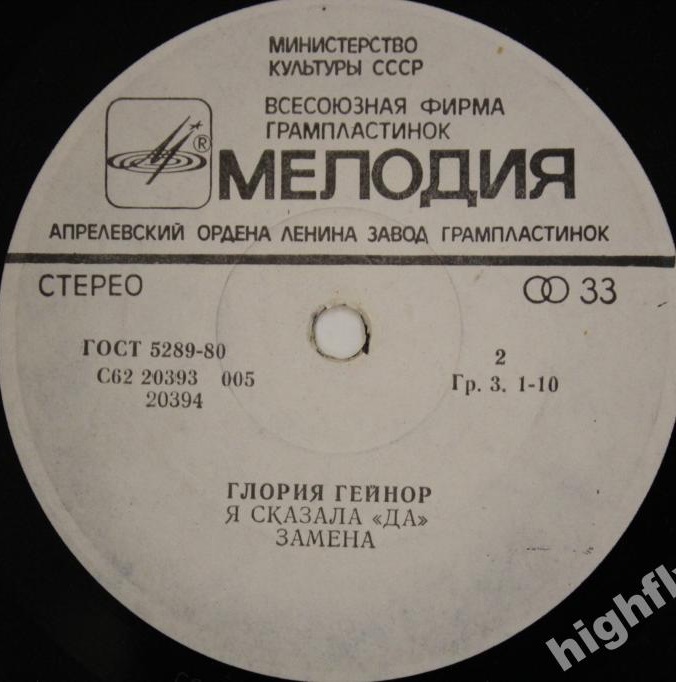 МИНИСТЕРСТВО
КУЛЬТУРЫ СССР
ВСЕСОЮЗНАЯ ФИРМА
ГРАМПЛАСТИНОК
® МЕЛОДИЯ
АПРЕЛЕВСКИЙ ОРДЕНА ЛЕНИНА ЗАВОД ГРАМПЛАСТИНОК
СТЕРЕО 33
ГОСТ 5289-80
С62 20393 005
20394
2
Гр. 3. 1-10
ГЛОРИЯ ГЕЙНОР
Я СКАЗАЛА «ДА»
ЗАМЕНА
highfly